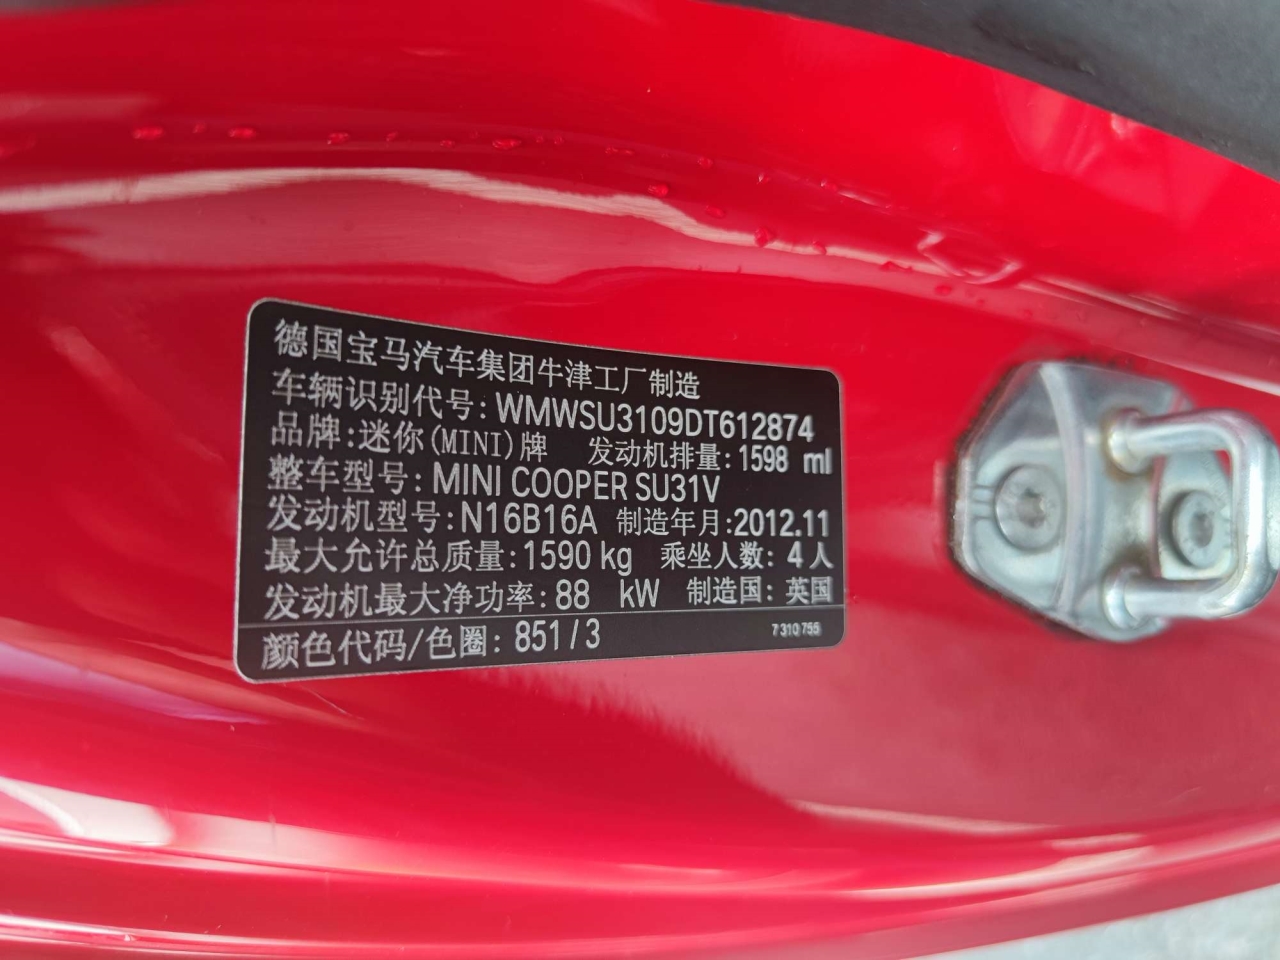 德国宝马汽车集团牛津工厂制造
车辆识别代号: WMWSU3109DT612874
品牌: 迷你(MINI)牌 发动机排量: 1598 ml
整车型号: MINI COOPER SU31V
发动机型号: N16B16A 制造年月: 2012.11
最大允许总质量: 1590 kg 乘坐人数: 4 人
发动机最大净功率: 88 kW 制造国: 英国
颜色代码/色圈: 851 / 3 7 310 755